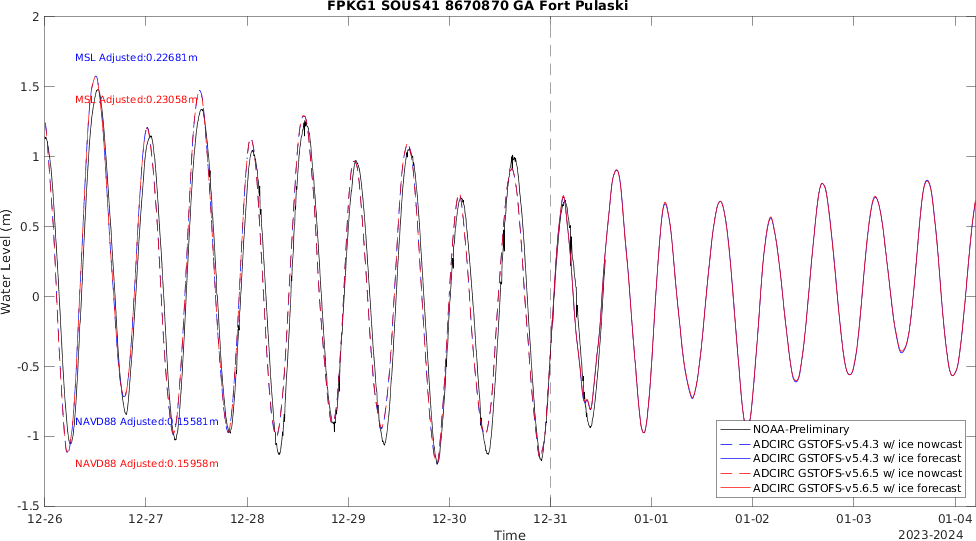 FPKG1 SOUS41 8670870 GA Fort Pulaski
2
1.5
1
0.5
0
-0.5
-1
-1.5
Water Level (m)
MSL Adjusted:0.22681m
MSL Adjusted:0.23058m
NAVD88 Adjusted:0.15581m
NAVD88 Adjusted:0.15958m
NOAA-Preliminary
ADCIRC GSTOFS-v5.4.3 w/ ice nowcast
ADCIRC GSTOFS-v5.4.3 w/ ice forecast
ADCIRC GSTOFS-v5.6.5 w/ ice nowcast
ADCIRC GSTOFS-v5.6.5 w/ ice forecast
12-26 12-27 12-28 12-29 12-30 12-31 01-01 01-02 01-03 01-04
Time
2023-2024